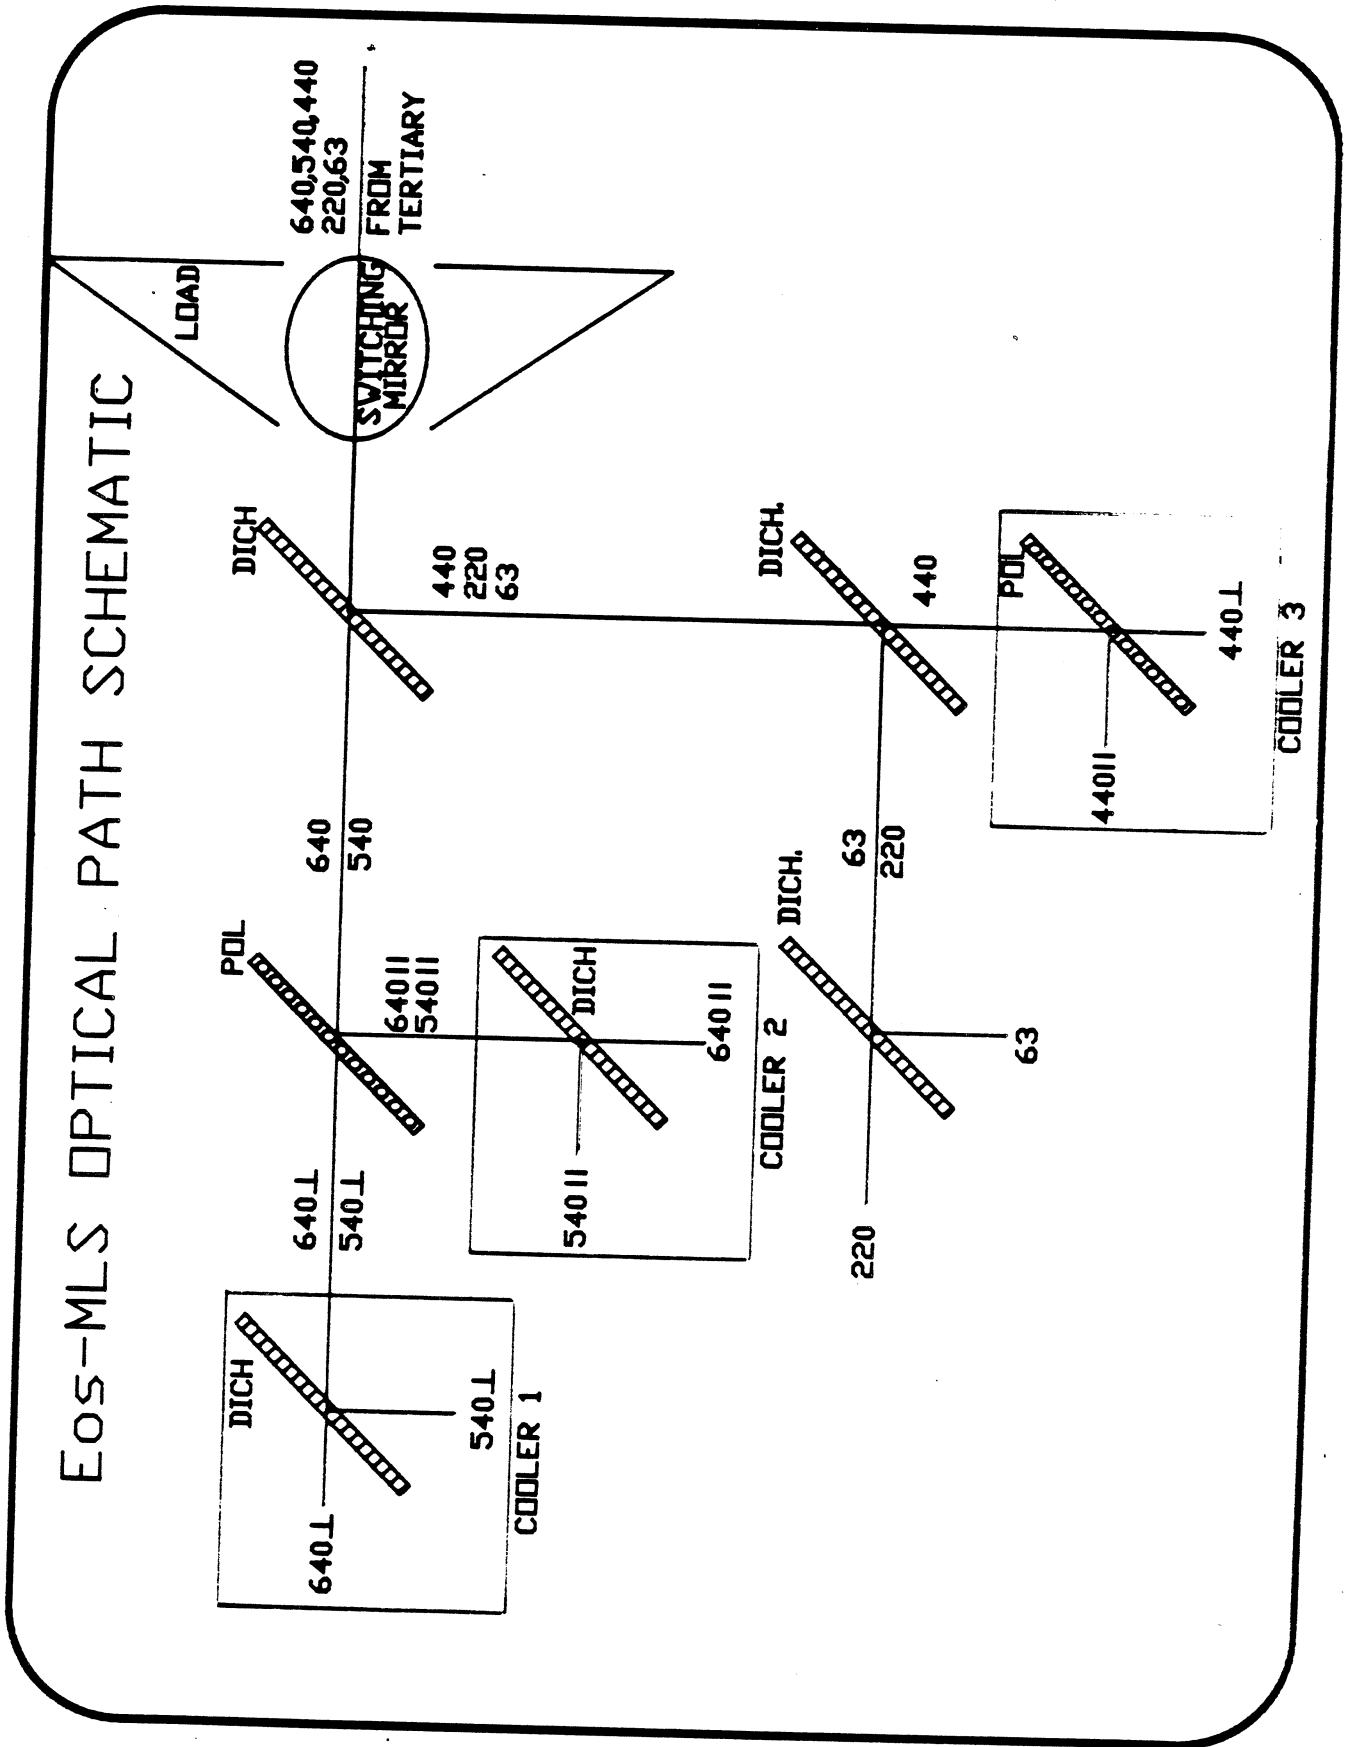 Eos-MLS OPTICAL PATH SCHEMATIC
640⊥
DICH
540⊥
COOLER 1
640⊥
540⊥
POL
640||
540||
540||
DICH
640||
COOLER 2
640
540
DICH
440
220
63
LOAD
SWITCHING
MIRROR
640,540,440
220,63
FROM
TERTIARY
220
63
DICH.
63
220
DICH.
440
POL
440||
440⊥
COOLER 3